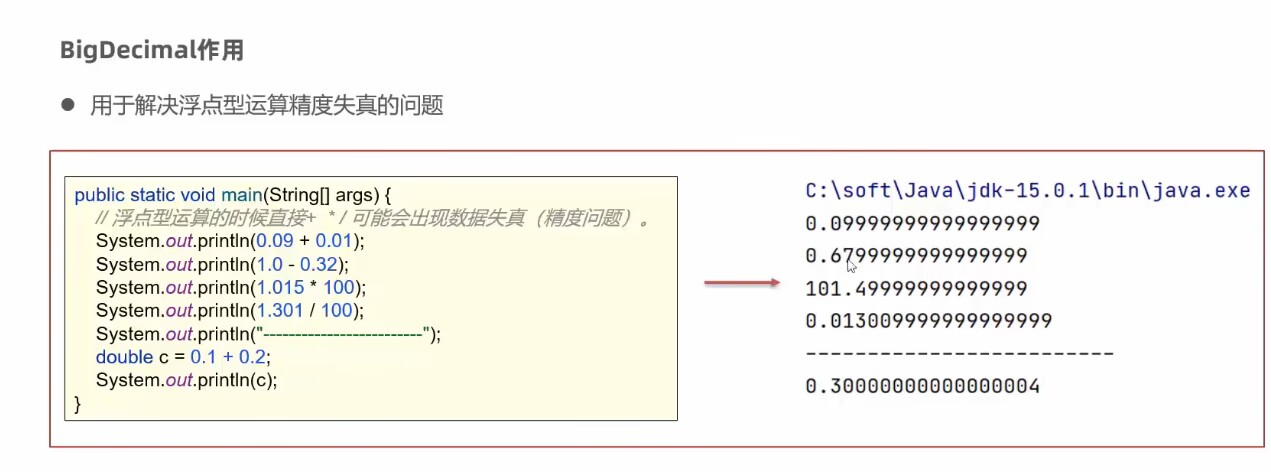 BigDecimal作用
● 用于解决浮点型运算精度失真的问题
public static void main(String[] args) {
// 浮点型运算的时候直接+ * / 可能会出现数据失真（精度问题）。
System.out.println(0.09 + 0.01);
System.out.println(1.0 - 0.32);
System.out.println(1.015 * 100);
System.out.println(1.301 / 100);
System.out.println("-------------------------");
double c = 0.1 + 0.2;
System.out.println(c);
}
C:\soft\Java\jdk-15.0.1\bin\java.exe
0.09999999999999999
0.6799999999999999
101.49999999999999
0.013009999999999999
-------------------------
0.30000000000000004